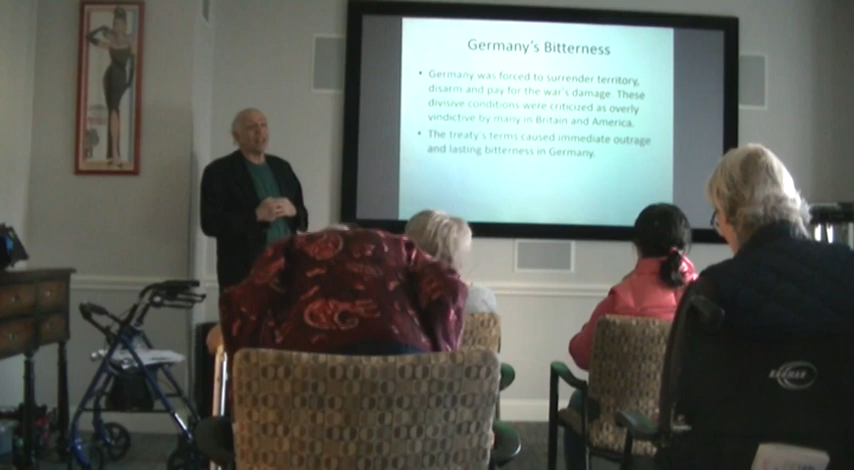 Germany's Bitterness
• Germany was forced to surrender territory,
disarm and pay for the war's damage. These
divisive conditions were criticized as overly
vindictive by many in Britain and America.
• The treaty's terms caused immediate outrage
and lasting bitterness in Germany.